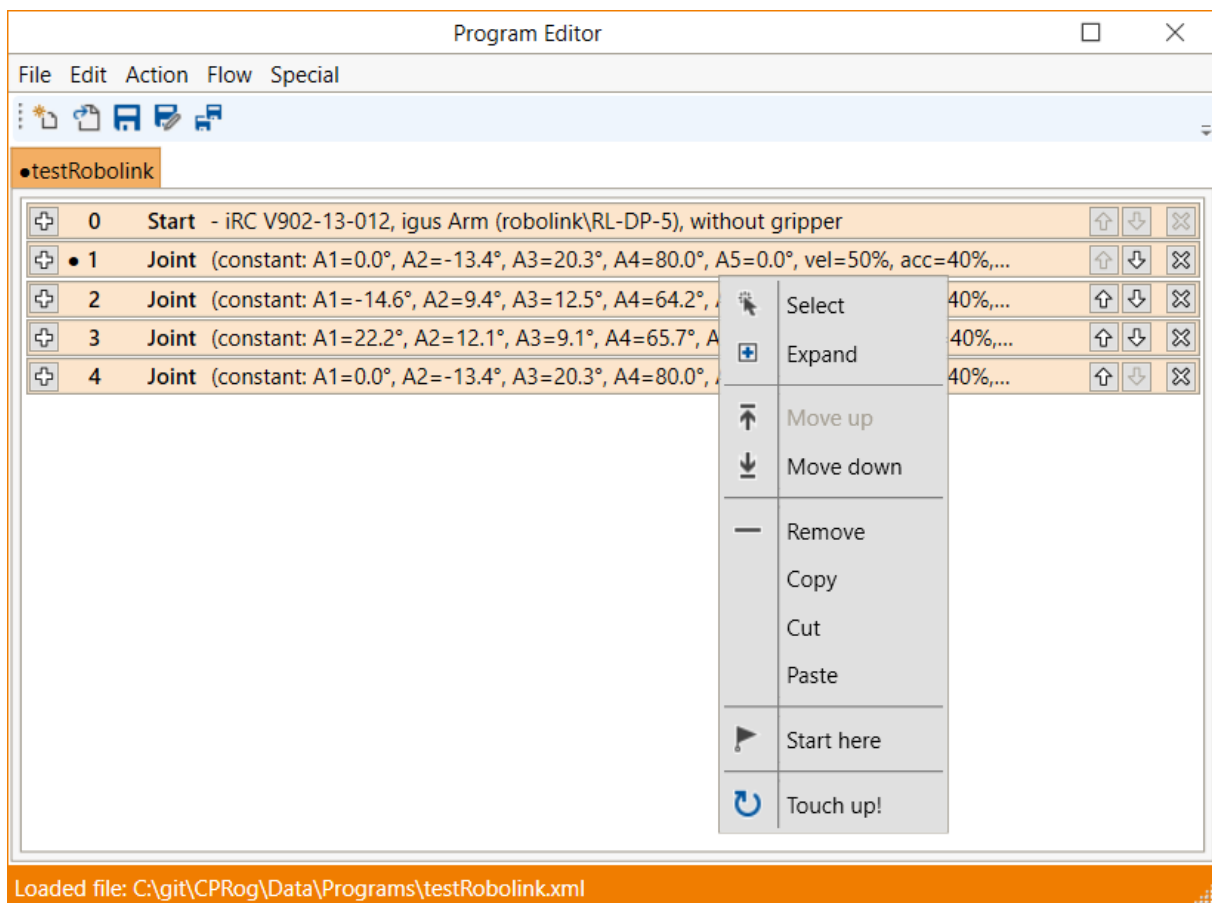 Program Editor
File Edit Action Flow Special
●testRobolink
0 Start - iRC V902-13-012, igus Arm (robolink\RL-DP-5), without gripper
● 1 Joint (constant: A1=0.0°, A2=-13.4°, A3=20.3°, A4=80.0°, A5=0.0°, vel=50%, acc=40%,...
2 Joint (constant: A1=-14.6°, A2=9.4°, A3=12.5°, A4=64.2°, 40%,...
3 Joint (constant: A1=22.2°, A2=12.1°, A3=9.1°, A4=65.7°, A 40%,...
4 Joint (constant: A1=0.0°, A2=-13.4°, A3=20.3°, A4=80.0°, 40%,...
Select
Expand
Move up
Move down
Remove
Copy
Cut
Paste
Start here
Touch up!
Loaded file: C:\git\CPRog\Data\Programs\testRobolink.xml